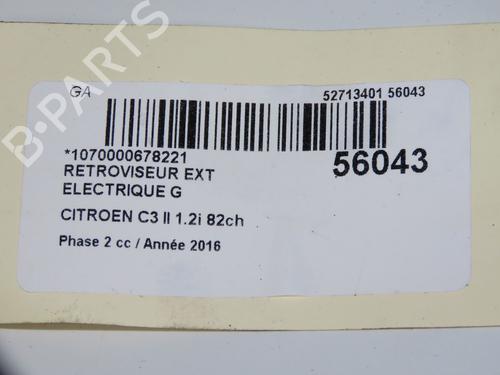 GA
52713401 56043
*1070000678221
56043
RETROVISEUR EXT
ELECTRIQUE G
CITROEN C3 II 1.2i 82ch
Phase 2 cc / Année 2016
B-PARTS